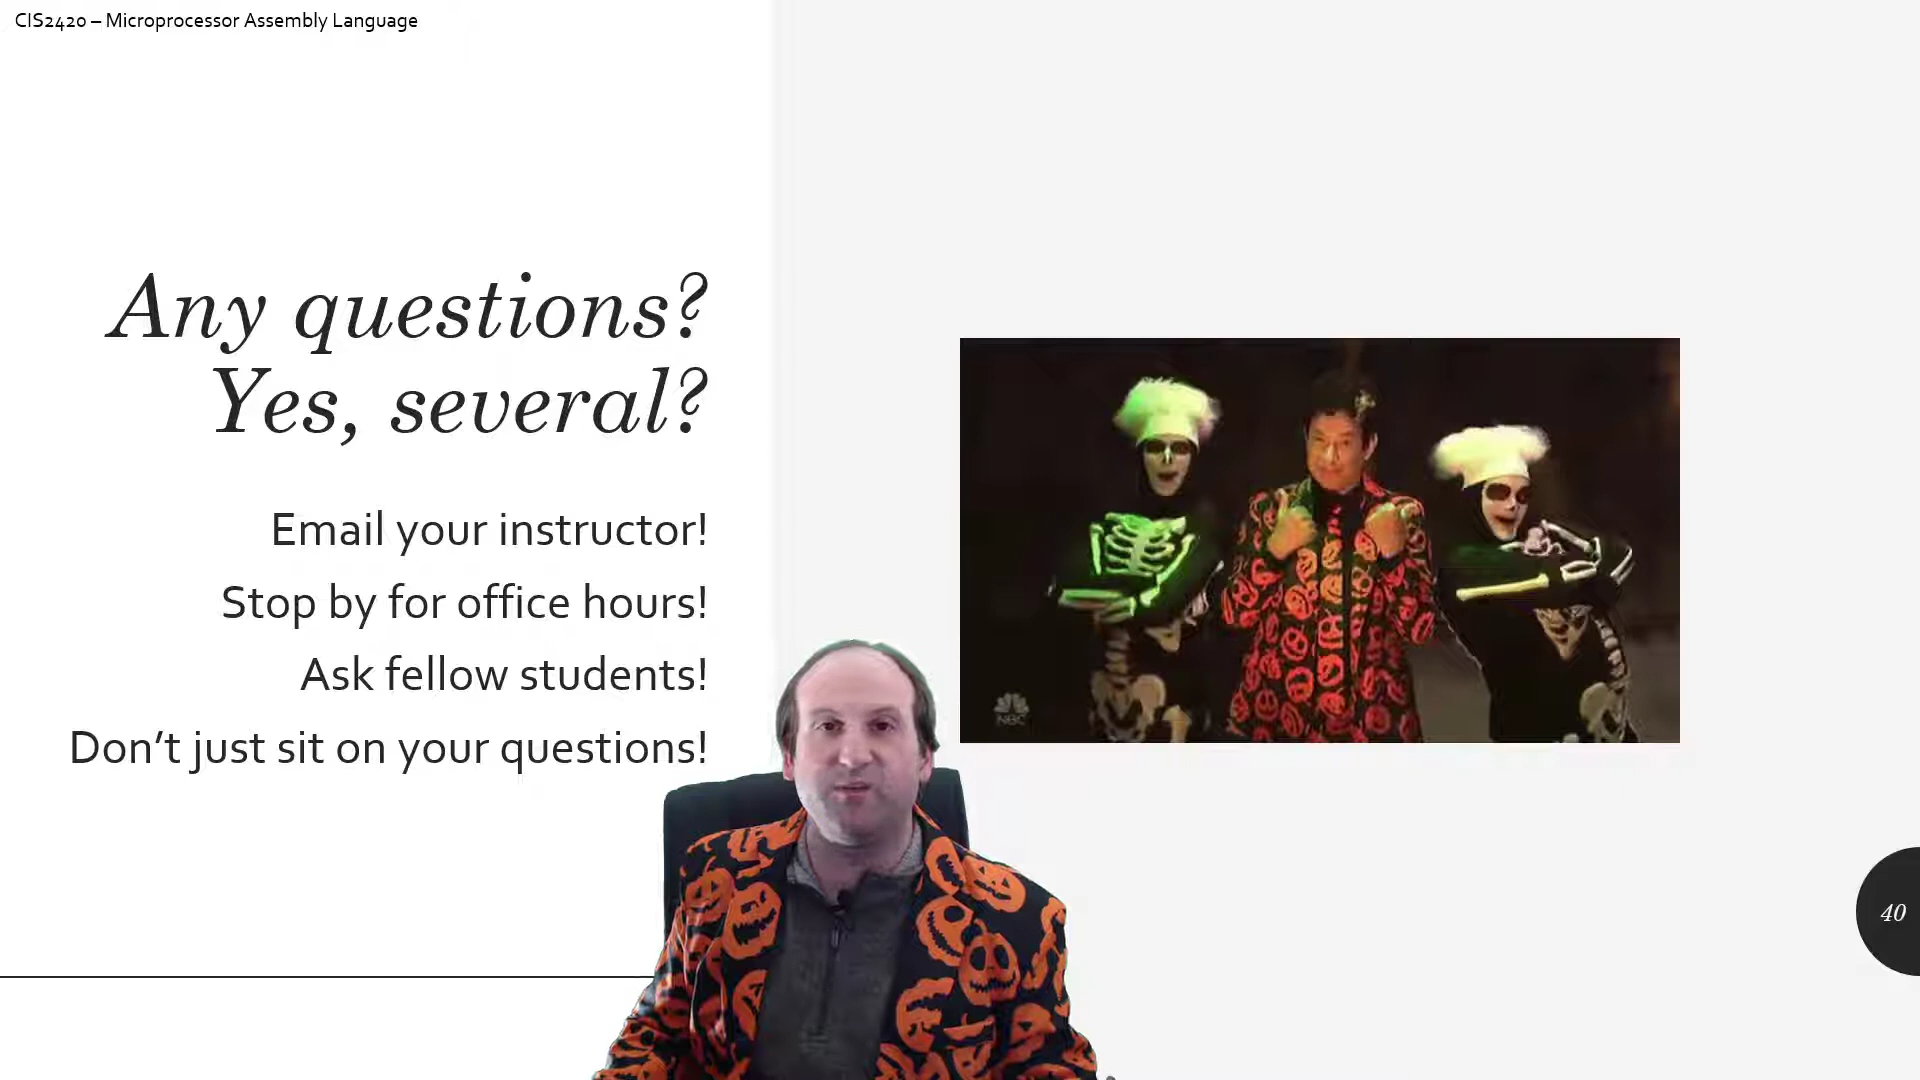 CIS2420 – Microprocessor Assembly Language
Any questions?
Yes, several?
Email your instructor!
Stop by for office hours!
Ask fellow students!
Don’t just sit on your questions!
NBC
40